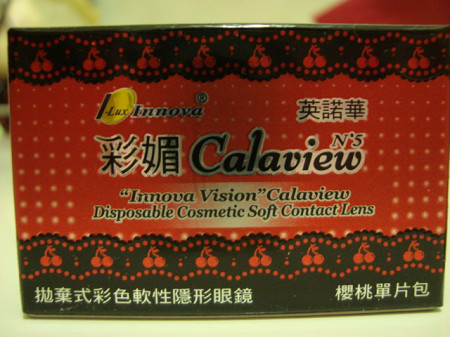 I-Lux Innova® 英諾華
彩媚 Calaview N'5
"Innova Vision"Calaview
Disposable Cosmetic Soft Contact Lens
拋棄式彩色軟性隱形眼鏡 櫻桃單片包